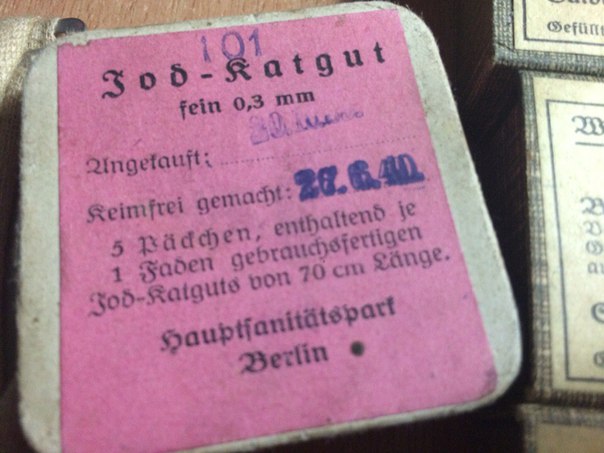 101
Jod-Katgut
fein 0,3 mm
Angekauft:
Keimfrei gemacht: 26.6.40.
5 Päckchen, enthaltend je
1 Faden gebrauchsfertigen
Jod-Katguts von 70 cm Länge.
Hauptsanitätspark
Berlin